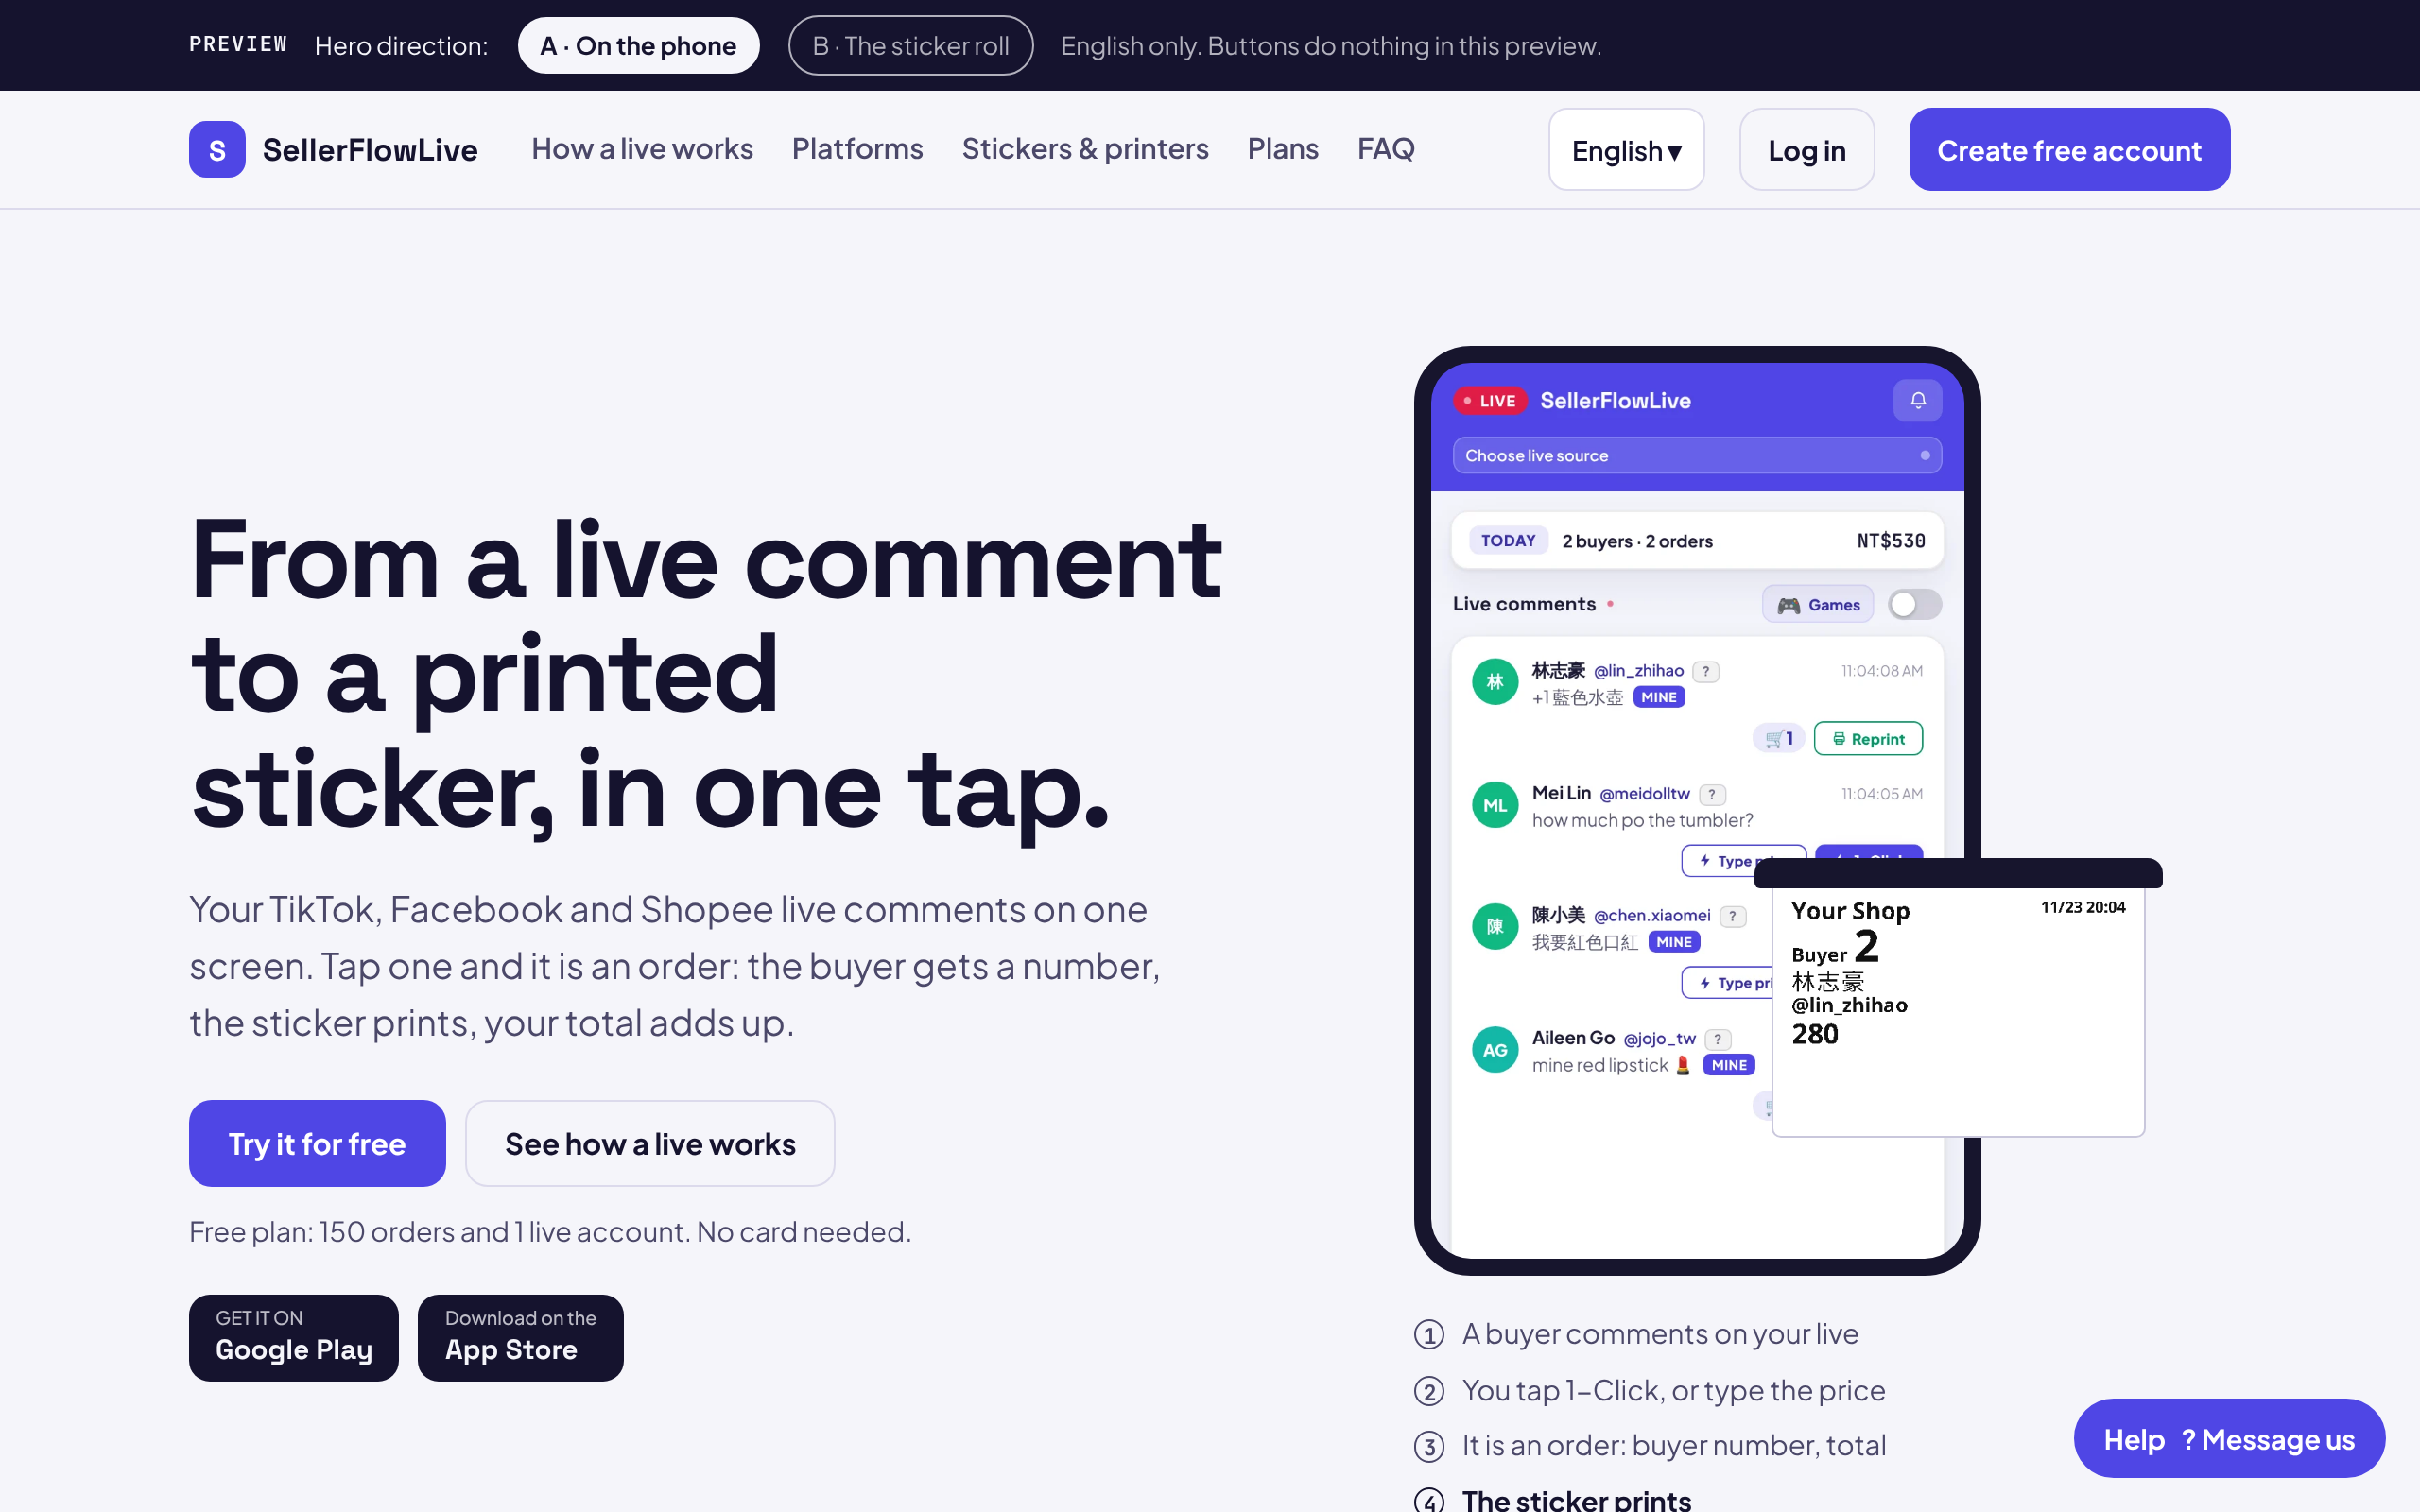 PREVIEW Hero direction: A · On the phone B · The sticker roll English only. Buttons do nothing in this preview.
S SellerFlowLive How a live works Platforms Stickers & printers Plans FAQ English ▾ Log in Create free account
From a live comment
to a printed
sticker, in one tap.
Your TikTok, Facebook and Shopee live comments on one
screen. Tap one and it is an order: the buyer gets a number,
the sticker prints, your total adds up.
Try it for free See how a live works
Free plan: 150 orders and 1 live account. No card needed.
GET IT ON
Google Play
Download on the
App Store
LIVE SellerFlowLive
Choose live source
TODAY 2 buyers · 2 orders NT$530
Live comments 🎮 Games
林 林志豪 @lin_zhihao ? 11:04:08 AM
+1 藍色水壺 MINE
🛒1 Reprint
ML Mei Lin @meidolltw ? 11:04:05 AM
how much po the tumbler?
Type
陳 陳小美 @chen.xiaomei ?
我要紅色口紅 MINE
Type
AG Aileen Go @jojo_tw ?
mine red lipstick 💄 MINE
Your Shop 11/23 20:04
Buyer 2
林志豪
@lin_zhihao
280
① A buyer comments on your live
② You tap 1-Click, or type the price
③ It is an order: buyer number, total
④ The sticker prints
Help ? Message us